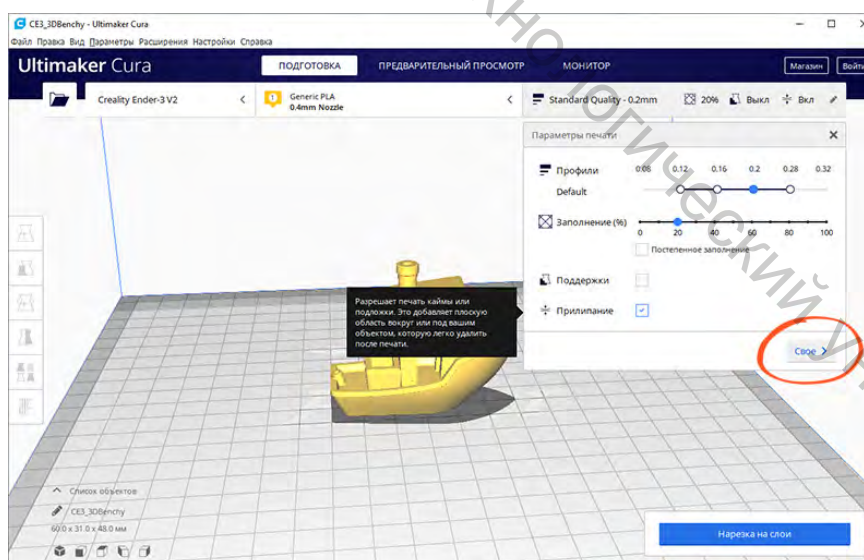 CE3_3DBenchy - Ultimaker Cura
Файл Правка Вид Параметры Расширения Настройки Справка
Ultimaker Cura ПОДГОТОВКА ПРЕДВАРИТЕЛЬНЫЙ ПРОСМОТР МОНИТОР Магазин Войти
Creality Ender-3 V2
1 Generic PLA
0.4mm Nozzle
Standard Quality - 0.2mm 20% Выкл Вкл
Параметры печати
Профили 0.08 0.12 0.16 0.2 0.28 0.32
Default
Заполнение (%)
0 20 40 60 80 100
Постепенное заполнение
Поддержки
Прилипание
Разрешает печать каймы или
подложки. Это добавляет плоскую
область вокруг или под вашим
объектом, которую легко удалить
после печати.
Свое
Список объектов
CE3_3DBenchy
60.0 x 31.0 x 48.0 мм
Нарезка на слои